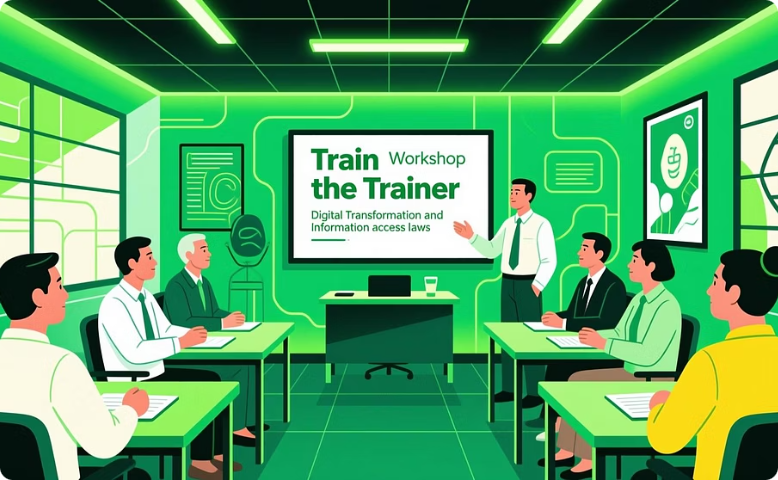 Train Workshop
the Trainer
Digital Transformation and
Information access laws